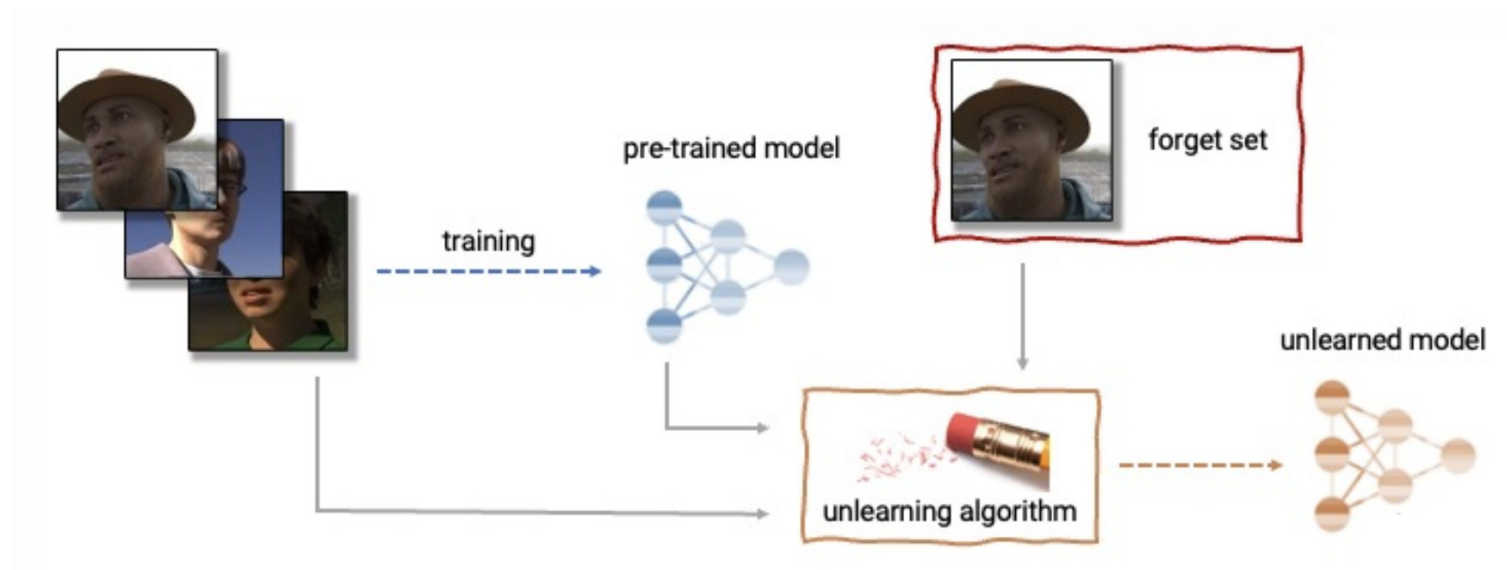 pre-trained model
forget set
training
unlearned model
unlearning algorithm